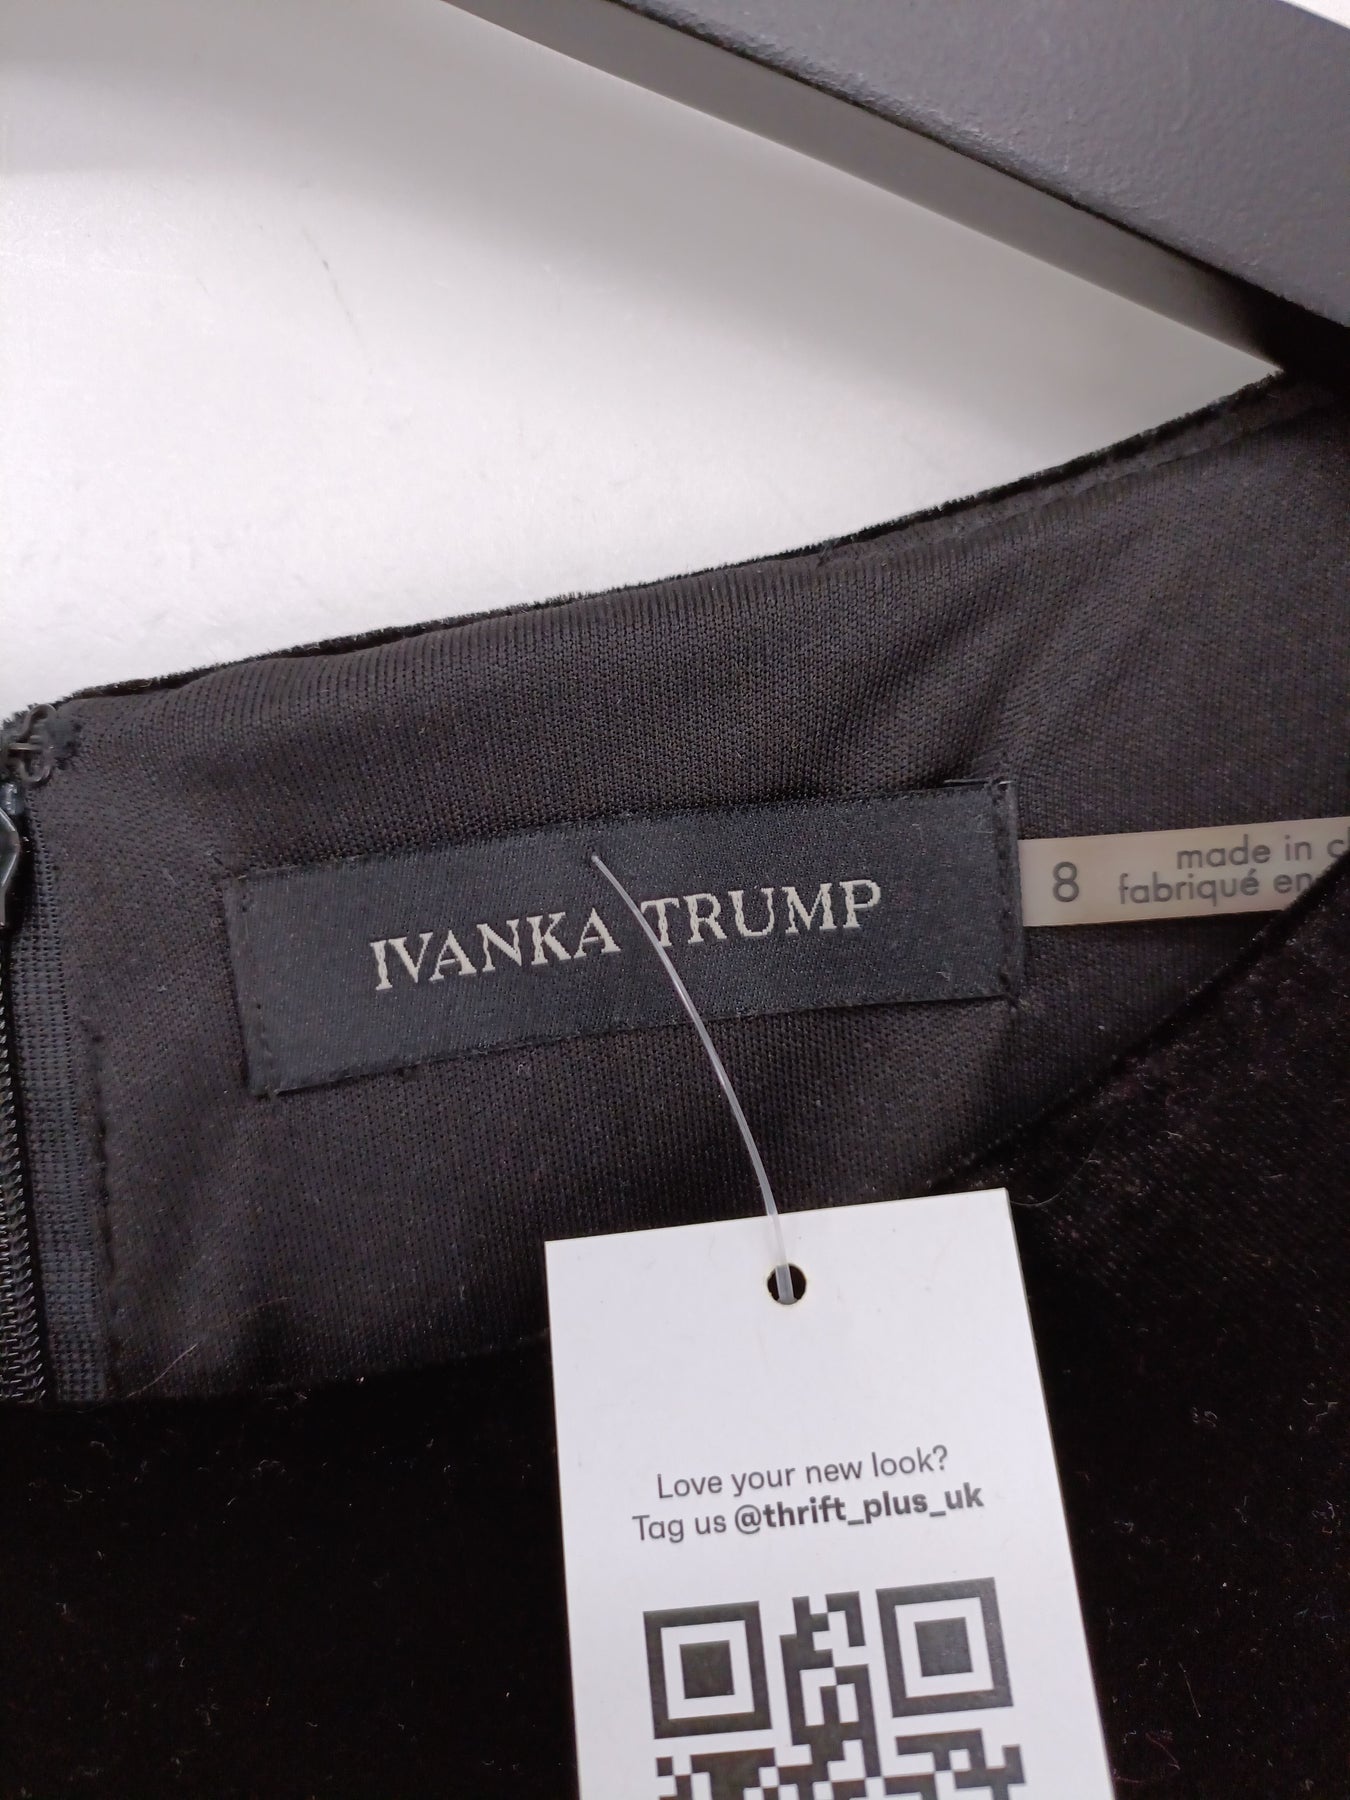 IVANKA TRUMP
8
made in
fabriqué en
Love your new look?
Tag us @thrift_plus_uk